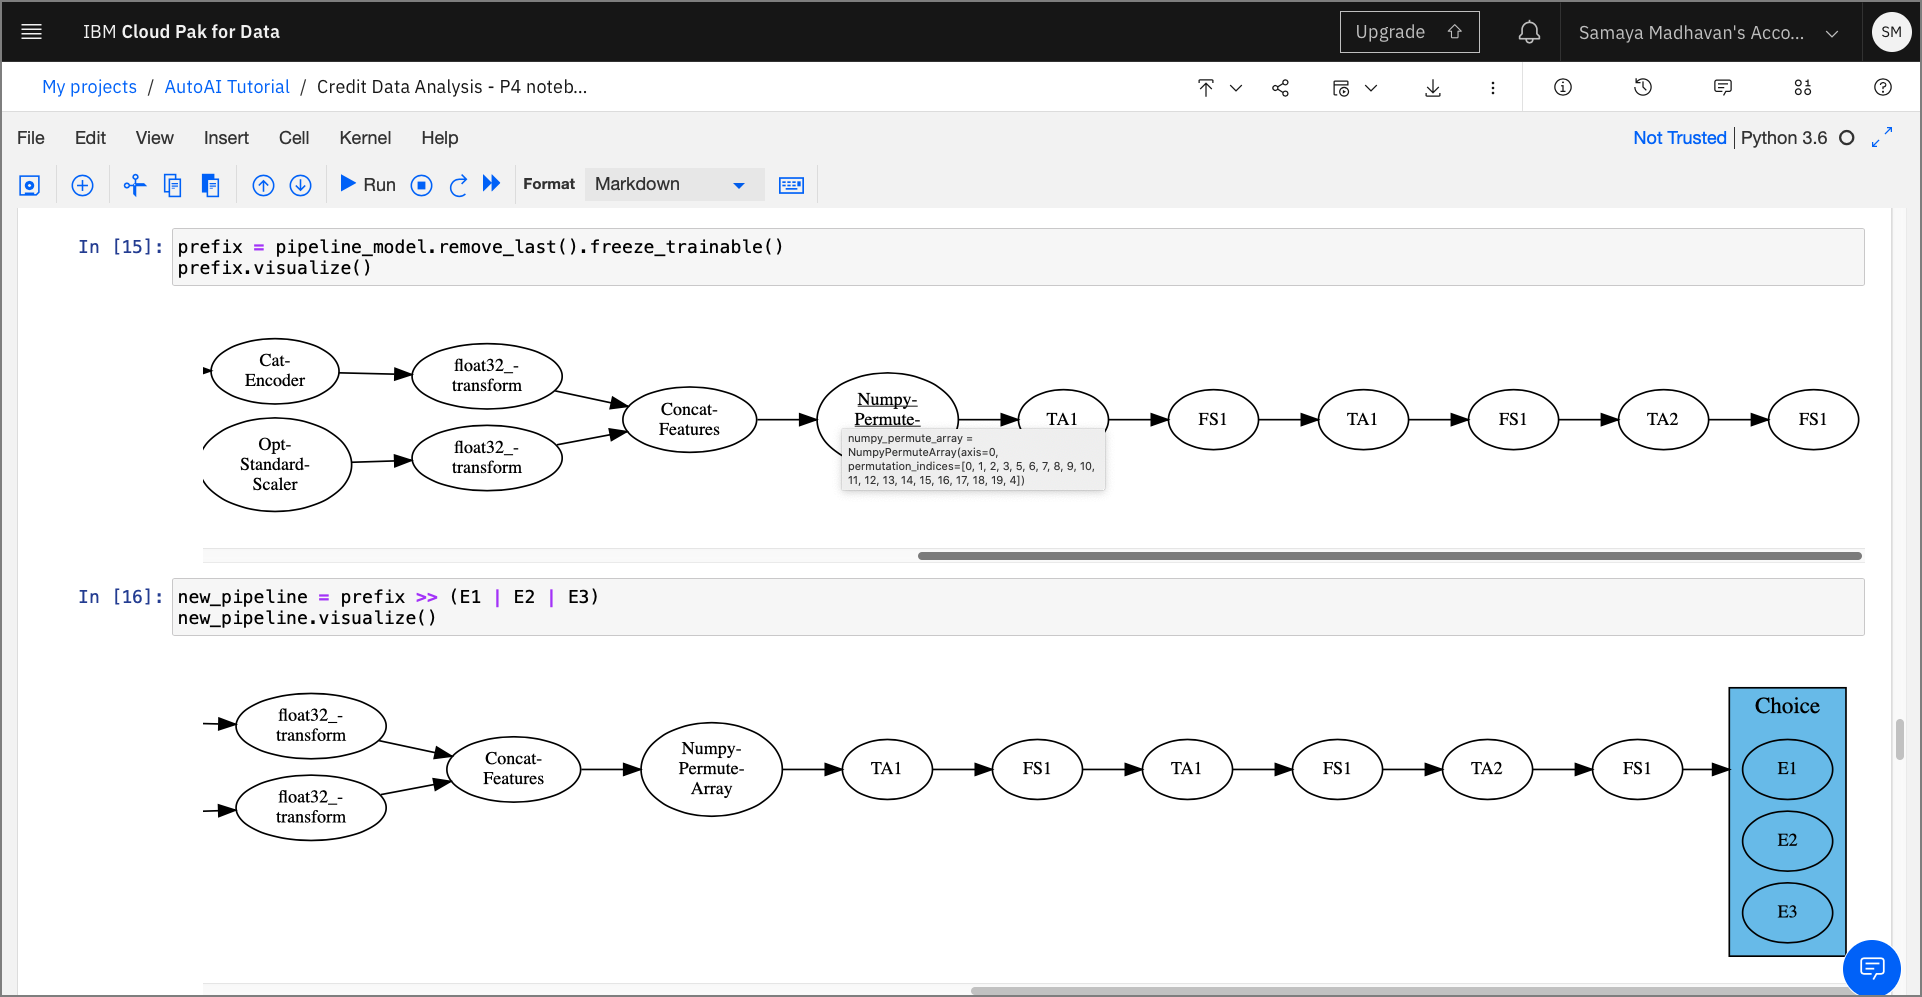 IBM Cloud Pak for Data
Upgrade
Samaya Madhavan's Acco...
SM
My projects / AutoAI Tutorial / Credit Data Analysis - P4 noteb...
File Edit View Insert Cell Kernel Help
Not Trusted Python 3.6
Run
Format
Markdown
In [15]:
prefix = pipeline_model.remove_last().freeze_trainable()
prefix.visualize()
Cat-
Encoder
float32_-
transform
Opt-
Standard-
Scaler
float32_-
transform
Concat-
Features
Numpy-
Permute-
TA1
FS1
TA1
FS1
TA2
FS1
numpy_permute_array =
NumpyPermuteArray(axis=0,
permutation_indices=[0, 1, 2, 3, 5, 6, 7, 8, 9, 10,
11, 12, 13, 14, 15, 16, 17, 18, 19, 4])
In [16]:
new_pipeline = prefix >> (E1 | E2 | E3)
new_pipeline.visualize()
float32_-
transform
float32_-
transform
Concat-
Features
Numpy-
Permute-
Array
TA1
FS1
TA1
FS1
TA2
FS1
Choice
E1
E2
E3